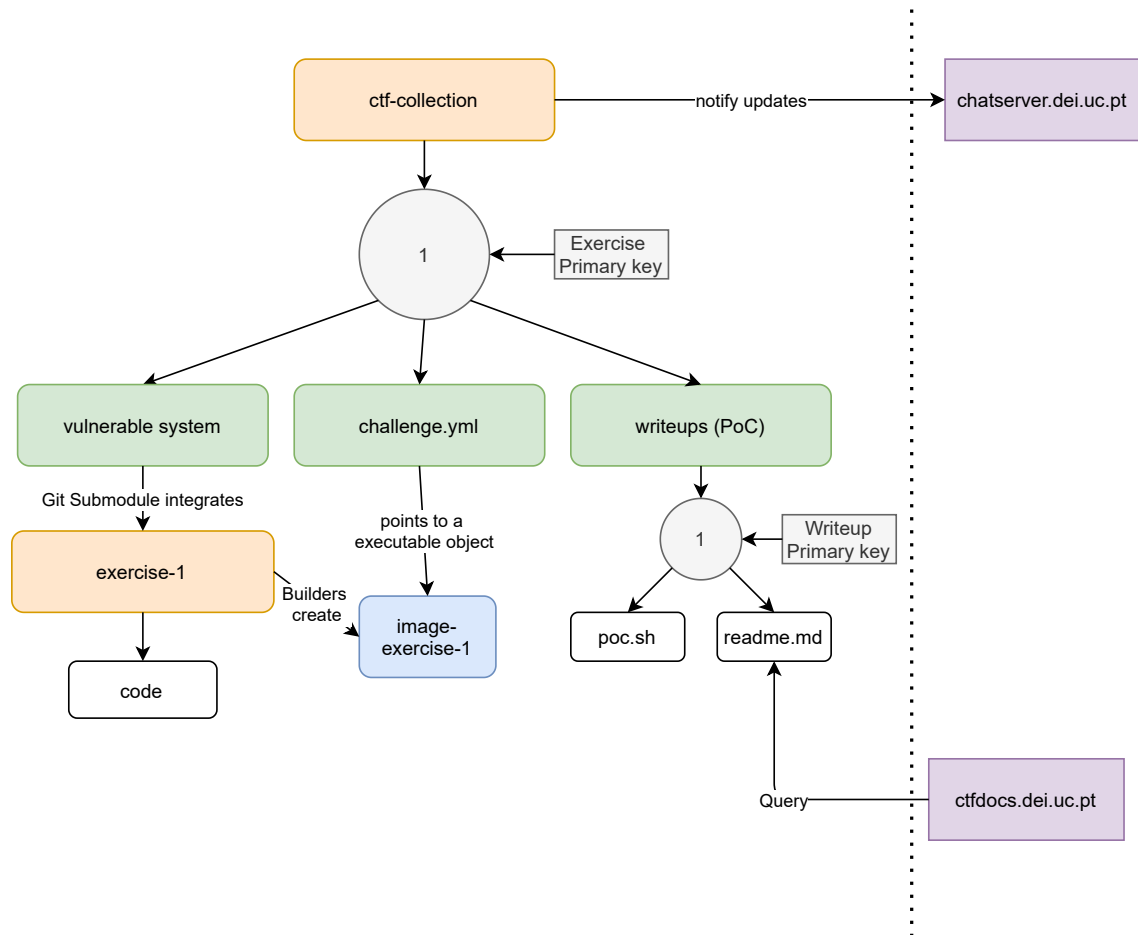 ctf-collection
notify updates
chatserver.dei.uc.pt
1
Exercise
Primary key
vulnerable system
challenge.yml
writeups (PoC)
Git Submodule integrates
points to a
executable object
1
Writeup
Primary key
exercise-1
Builders
create
image-
exercise-1
poc.sh
readme.md
code
Query
ctfdocs.dei.uc.pt